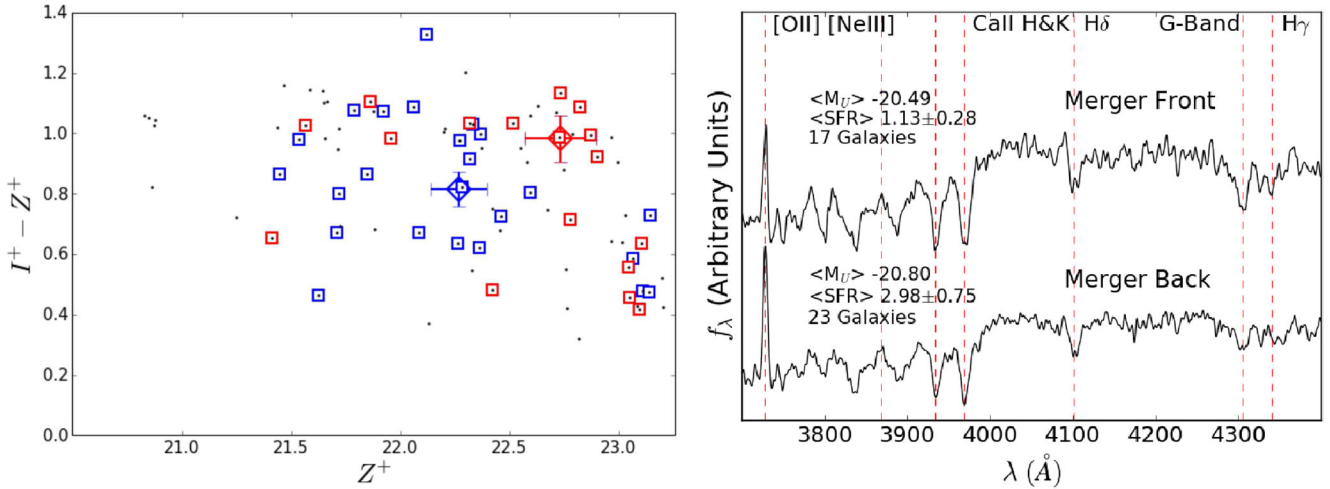 1.4
1.2
1.0
0.8
0.6
0.4
0.2
0.0
I⁺ − Z⁺
21.0 21.5 22.0 22.5 23.0
Z⁺
[OII] [NeIII] CaII H&K Hδ G-Band Hγ
<M_U> -20.49
<SFR> 1.13±0.28
17 Galaxies
Merger Front
<M_U> -20.80
<SFR> 2.98±0.75
23 Galaxies
Merger Back
f_λ (Arbitrary Units)
3800 3900 4000 4100 4200 4300
λ (Å)